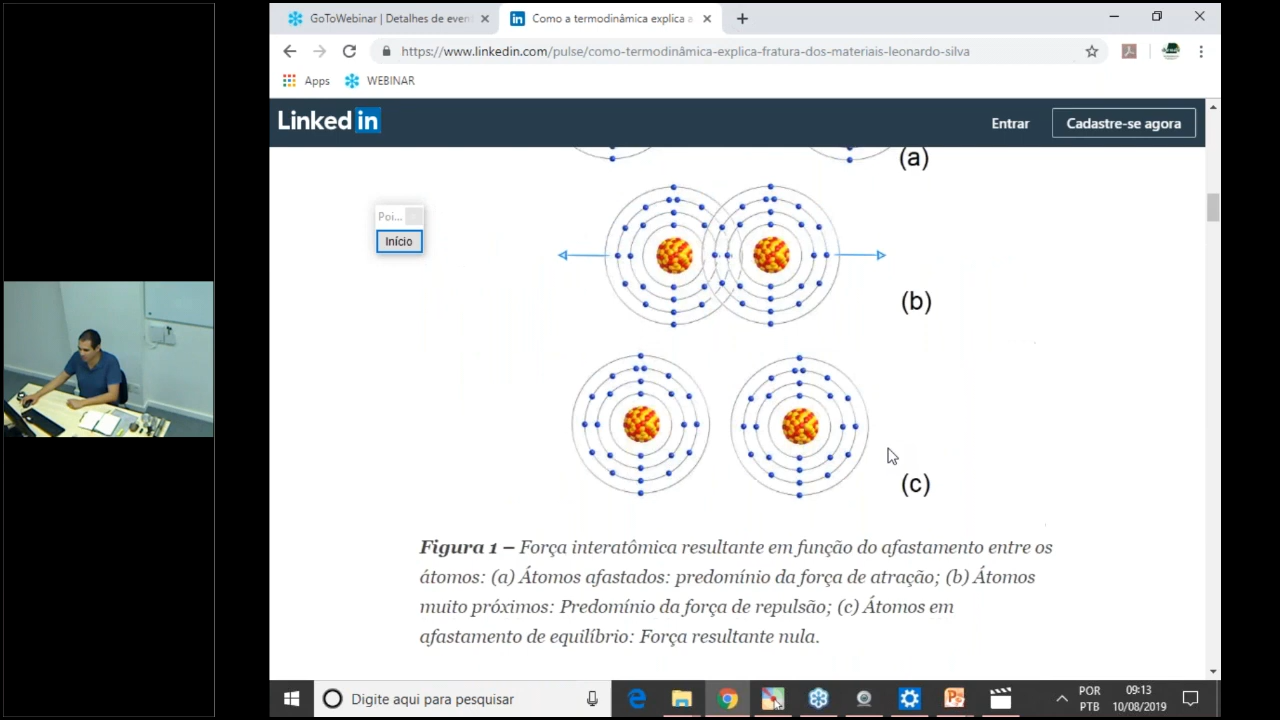 GoToWebinar | Detalhes de even
Como a termodinâmica explica a
https://www.linkedin.com/pulse/como-termodinâmica-explica-fratura-dos-materiais-leonardo-silva
Apps
WEBINAR
Linked in
Entrar
Cadastre-se agora
(a)
Poi...
Início
(b)
(c)
Figura 1 – Força interatômica resultante em função do afastamento entre os
átomos: (a) Átomos afastados: predomínio da força de atração; (b) Átomos
muito próximos: Predomínio da força de repulsão; (c) Átomos em
afastamento de equilíbrio: Força resultante nula.
Digite aqui para pesquisar
POR
PTB
09:13
10/08/2019